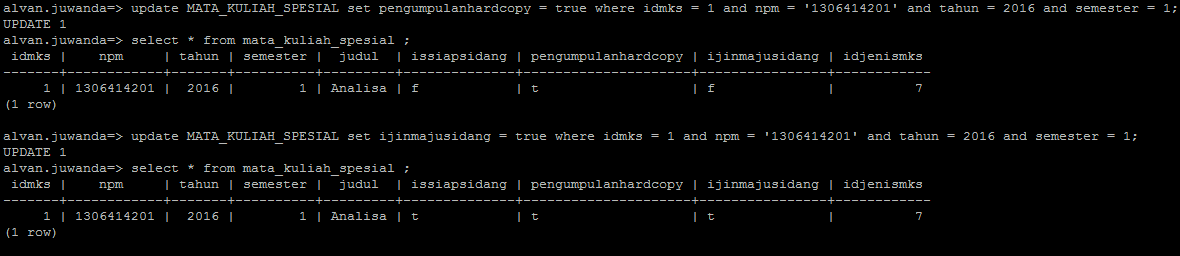 alvan.juwanda=> update MATA_KULIAH_SPESIAL set pengumpulanhardcopy = true where idmks = 1 and npm = '1306414201' and tahun = 2016 and semester = 1;
UPDATE 1
alvan.juwanda=> select * from mata_kuliah_spesial ;
 idmks |    npm     | tahun | semester |  judul  | issiapsidang | pengumpulanhardcopy | ijinmajusidang | idjenismks
-------+------------+-------+----------+---------+--------------+---------------------+----------------+------------
     1 | 1306414201 |  2016 |        1 | Analisa | f            | t                   | f              |          7
(1 row)

alvan.juwanda=> update MATA_KULIAH_SPESIAL set ijinmajusidang = true where idmks = 1 and npm = '1306414201' and tahun = 2016 and semester = 1;
UPDATE 1
alvan.juwanda=> select * from mata_kuliah_spesial ;
 idmks |    npm     | tahun | semester |  judul  | issiapsidang | pengumpulanhardcopy | ijinmajusidang | idjenismks
-------+------------+-------+----------+---------+--------------+---------------------+----------------+------------
     1 | 1306414201 |  2016 |        1 | Analisa | t            | t                   | t              |          7
(1 row)